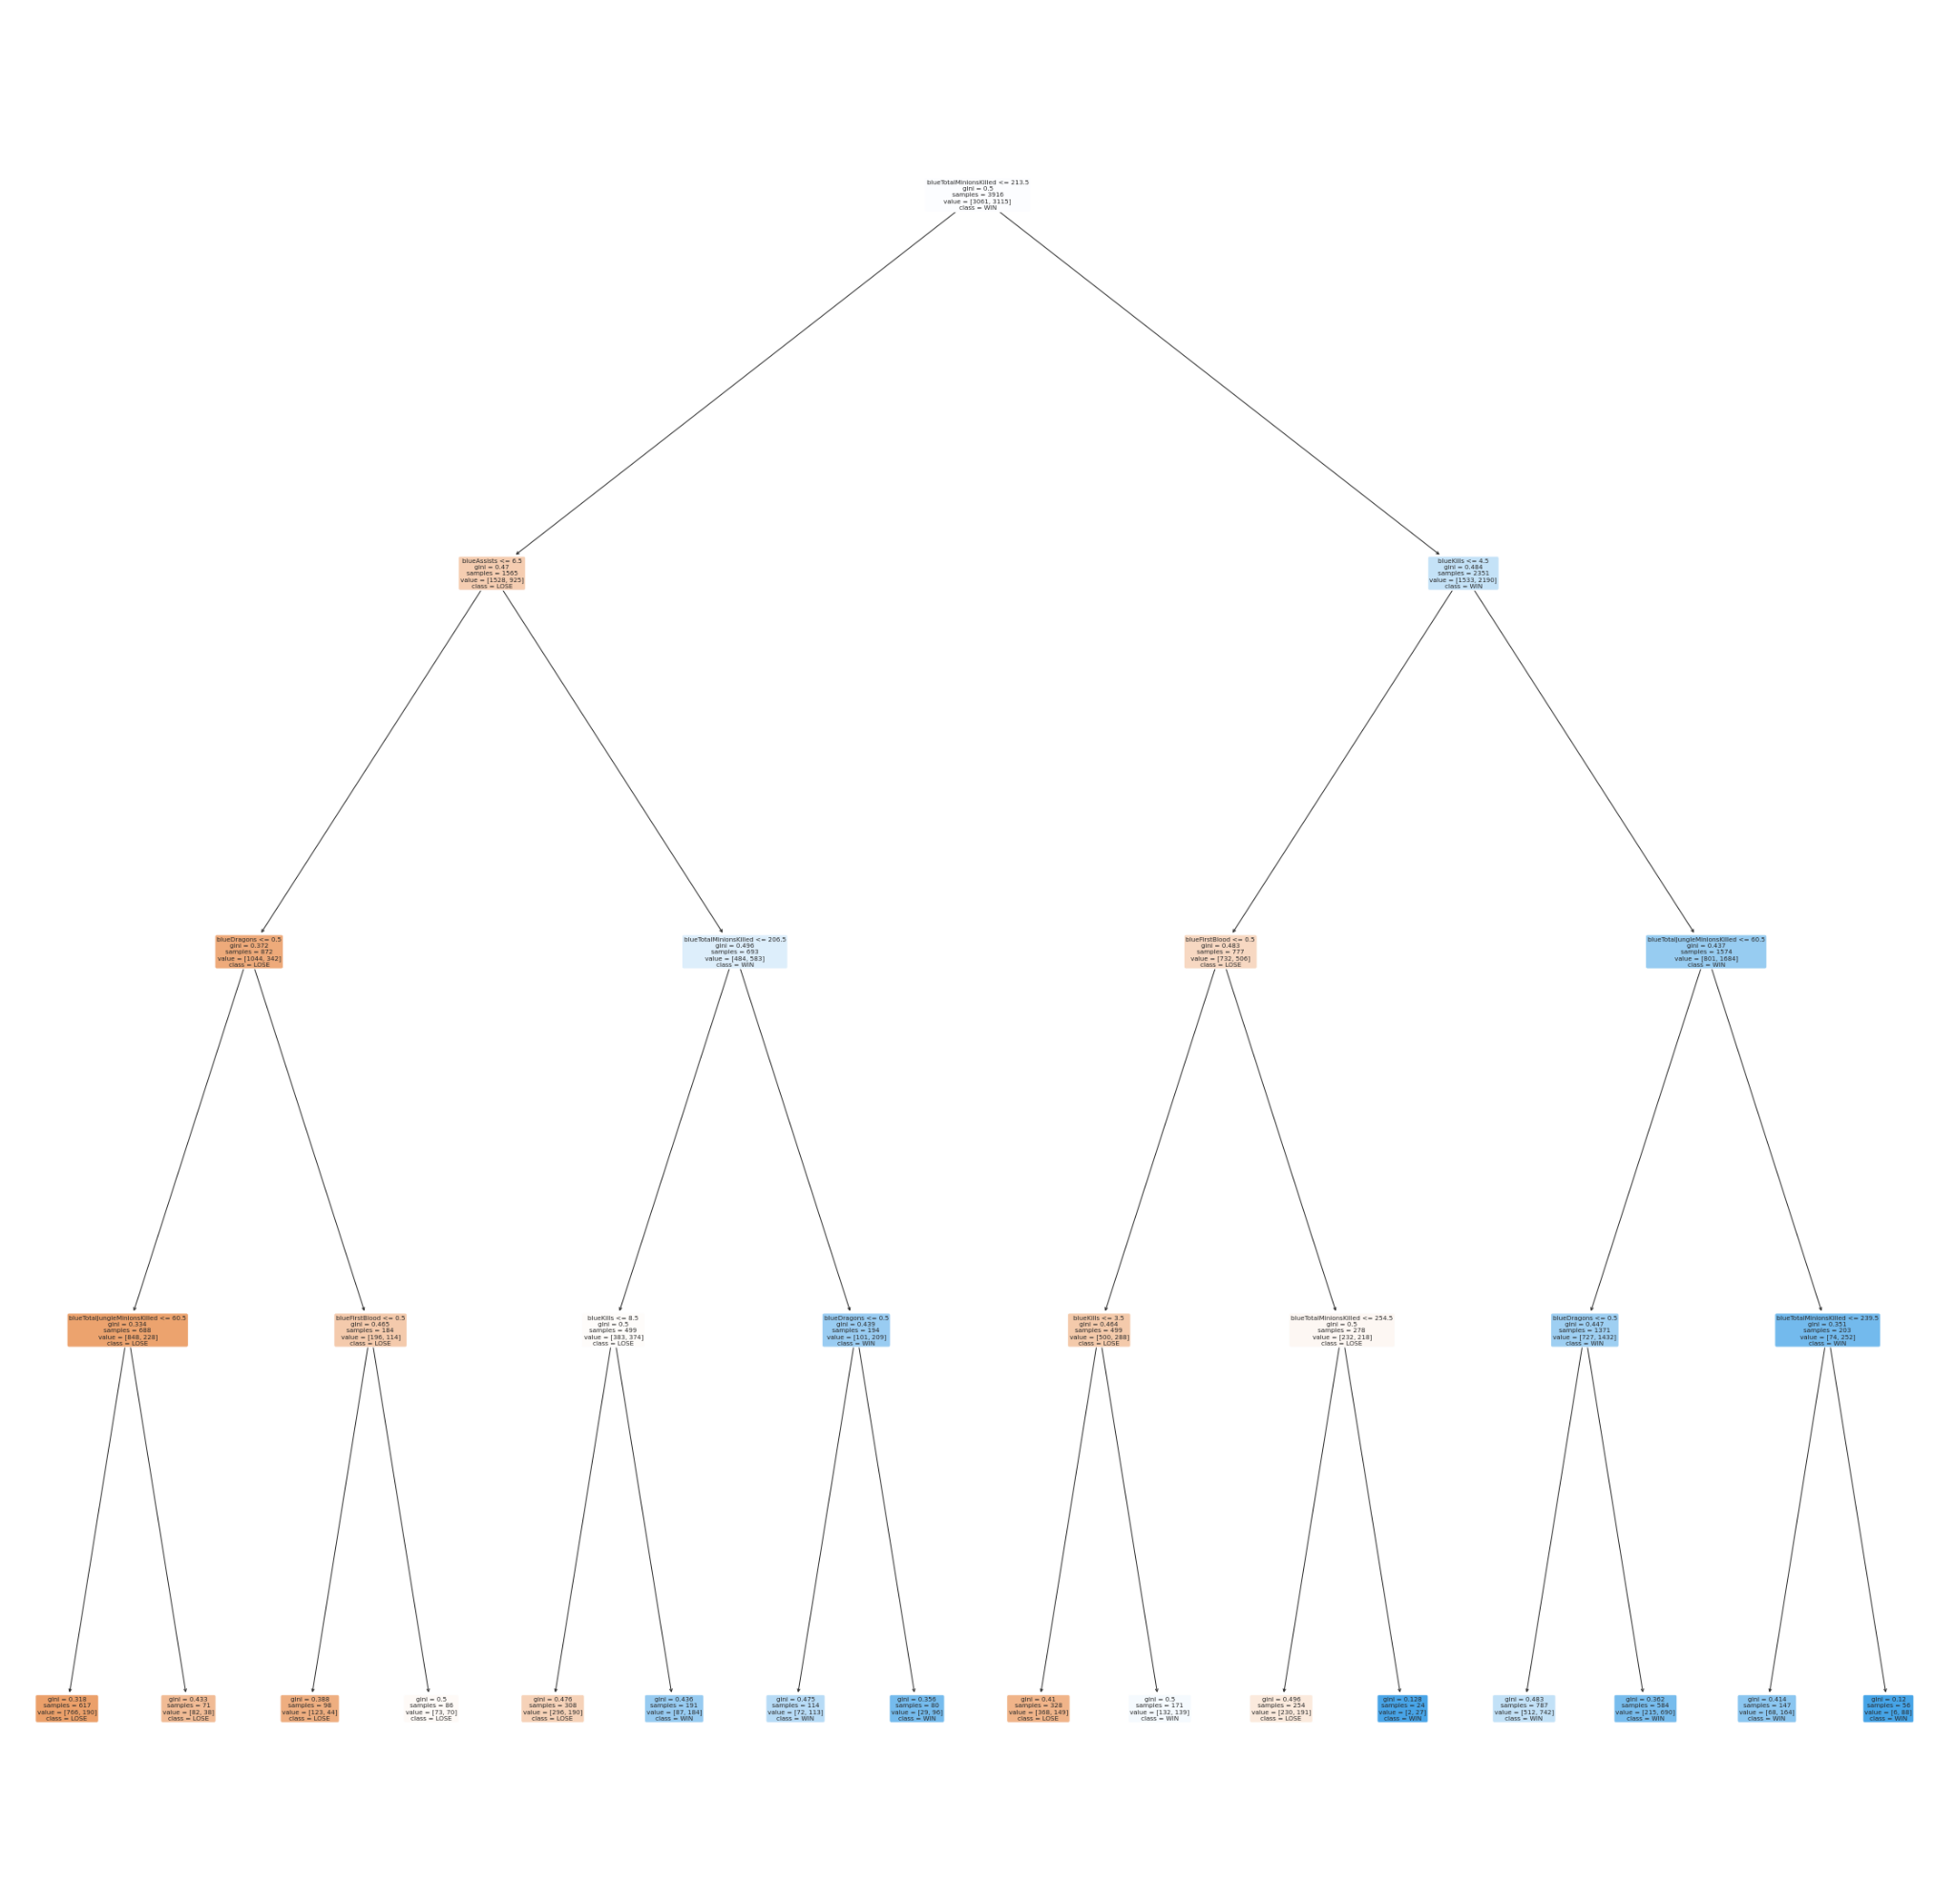 blueTotalMinionsKilled <= 213.5
gini = 0.5
samples = 3916
value = [3061, 3115]
class = WIN
blueAssists <= 6.5
gini = 0.47
samples = 1565
value = [1528, 925]
class = LOSE
blueKills <= 4.5
gini = 0.484
samples = 2351
value = [1533, 2190]
class = WIN
blueDragons <= 0.5
gini = 0.372
samples = 872
value = [1044, 342]
class = LOSE
blueTotalMinionsKilled <= 206.5
gini = 0.496
samples = 693
value = [484, 583]
class = WIN
blueFirstBlood <= 0.5
gini = 0.483
samples = 777
value = [732, 506]
class = LOSE
blueTotalJungleMinionsKilled <= 60.5
gini = 0.437
samples = 1574
value = [801, 1684]
class = WIN
blueTotalJungleMinionsKilled <= 60.5
gini = 0.334
samples = 688
value = [848, 228]
class = LOSE
blueFirstBlood <= 0.5
gini = 0.465
samples = 184
value = [196, 114]
class = LOSE
blueKills <= 8.5
gini = 0.5
samples = 499
value = [383, 374]
class = LOSE
blueDragons <= 0.5
gini = 0.439
samples = 194
value = [101, 209]
class = WIN
blueKills <= 3.5
gini = 0.464
samples = 499
value = [500, 288]
class = LOSE
blueTotalMinionsKilled <= 254.5
gini = 0.5
samples = 278
value = [232, 218]
class = LOSE
blueDragons <= 0.5
gini = 0.447
samples = 1371
value = [727, 1432]
class = WIN
blueTotalMinionsKilled <= 239.5
gini = 0.351
samples = 203
value = [74, 252]
class = WIN
gini = 0.318
samples = 617
value = [766, 190]
class = LOSE
gini = 0.433
samples = 71
value = [82, 38]
class = LOSE
gini = 0.388
samples = 98
value = [123, 44]
class = LOSE
gini = 0.5
samples = 86
value = [73, 70]
class = LOSE
gini = 0.476
samples = 308
value = [296, 190]
class = LOSE
gini = 0.436
samples = 191
value = [87, 184]
class = WIN
gini = 0.475
samples = 114
value = [72, 113]
class = WIN
gini = 0.356
samples = 80
value = [29, 96]
class = WIN
gini = 0.41
samples = 328
value = [368, 149]
class = LOSE
gini = 0.5
samples = 171
value = [132, 139]
class = WIN
gini = 0.496
samples = 254
value = [230, 191]
class = LOSE
gini = 0.128
samples = 24
value = [2, 27]
class = WIN
gini = 0.483
samples = 787
value = [512, 742]
class = WIN
gini = 0.362
samples = 584
value = [215, 690]
class = WIN
gini = 0.414
samples = 147
value = [68, 164]
class = WIN
gini = 0.12
samples = 56
value = [6, 88]
class = WIN